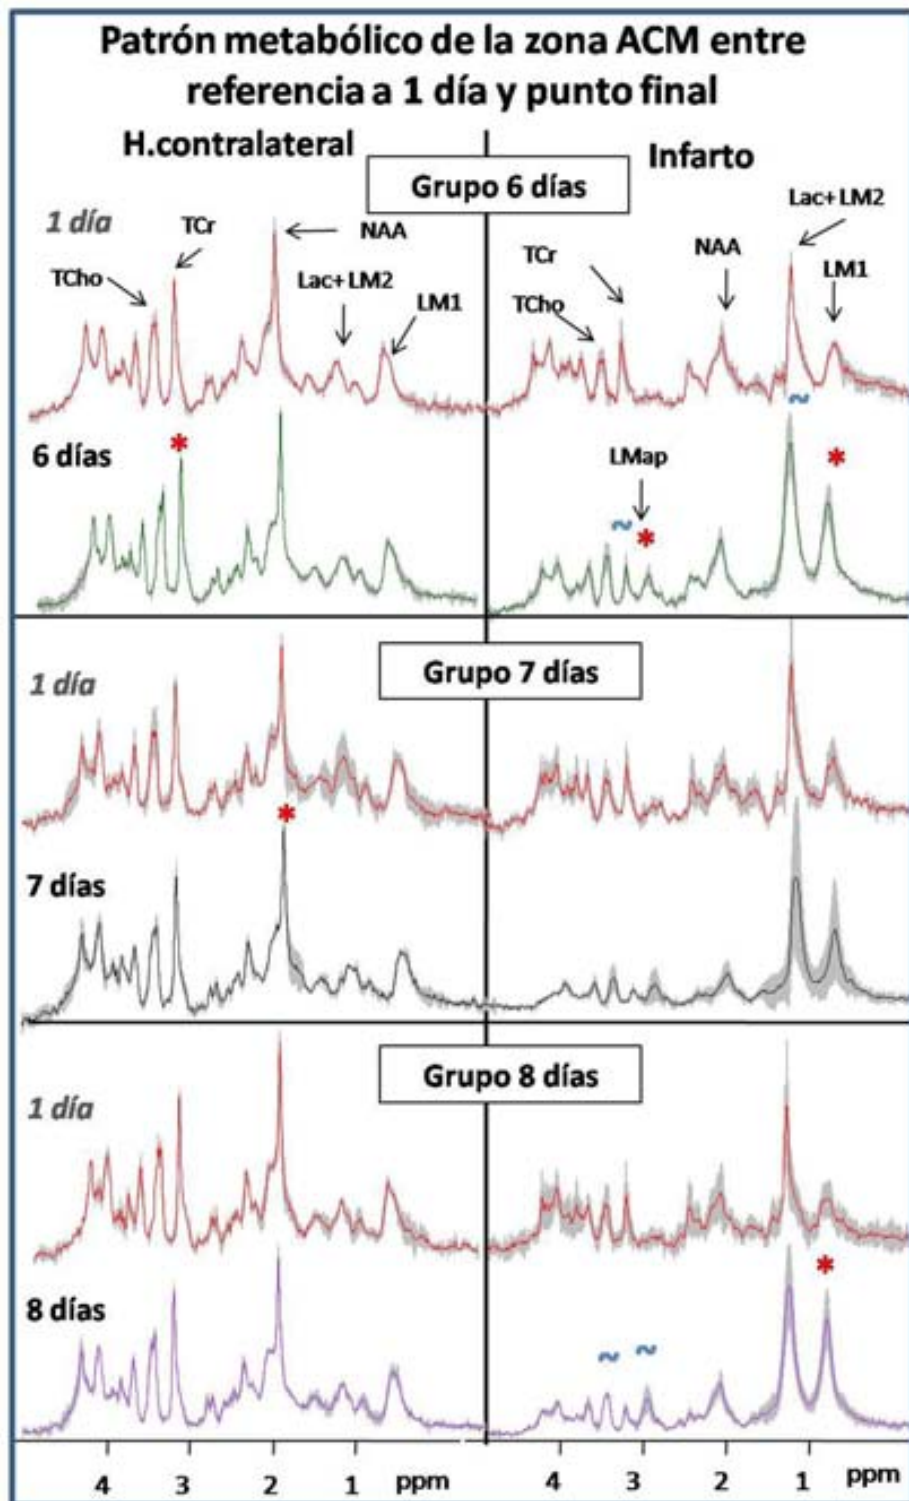 Patrón metabólico de la zona ACM entre
referencia a 1 día y punto final
H.contralateral
Infarto
Grupo 6 días
1 día
TCho
TCr
NAA
Lac+ LM2
LM1
TCho
TCr
NAA
Lac+ LM2
LM1
~
6 días
*
LMap
~
*
*
Grupo 7 días
1 día
*
7 días
Grupo 8 días
1 día
*
8 días
~
~
4 3 2 1 ppm
4 3 2 1 ppm